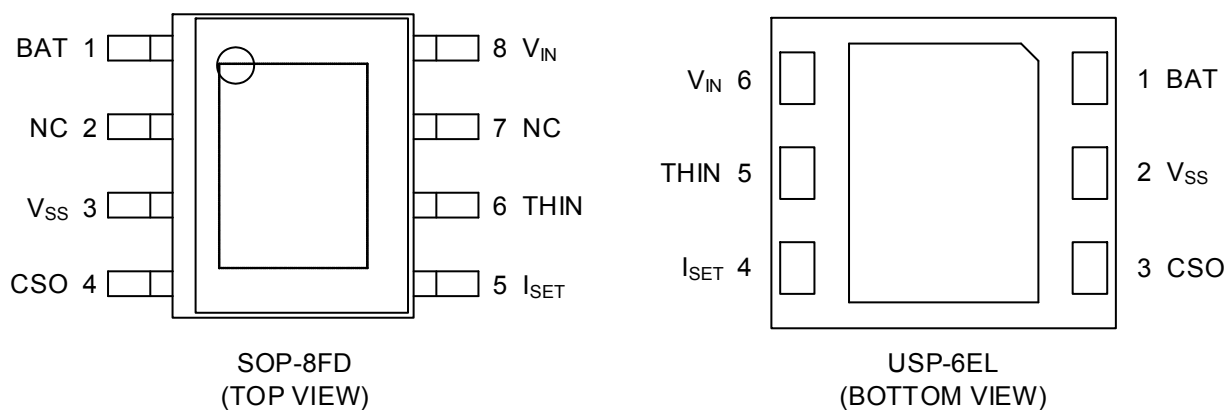 BAT 1
NC 2
VSS 3
CSO 4
8 VIN
7 NC
6 THIN
5 ISET
SOP-8FD
(TOP VIEW)
VIN 6
THIN 5
ISET 4
1 BAT
2 VSS
3 CSO
USP-6EL
(BOTTOM VIEW)